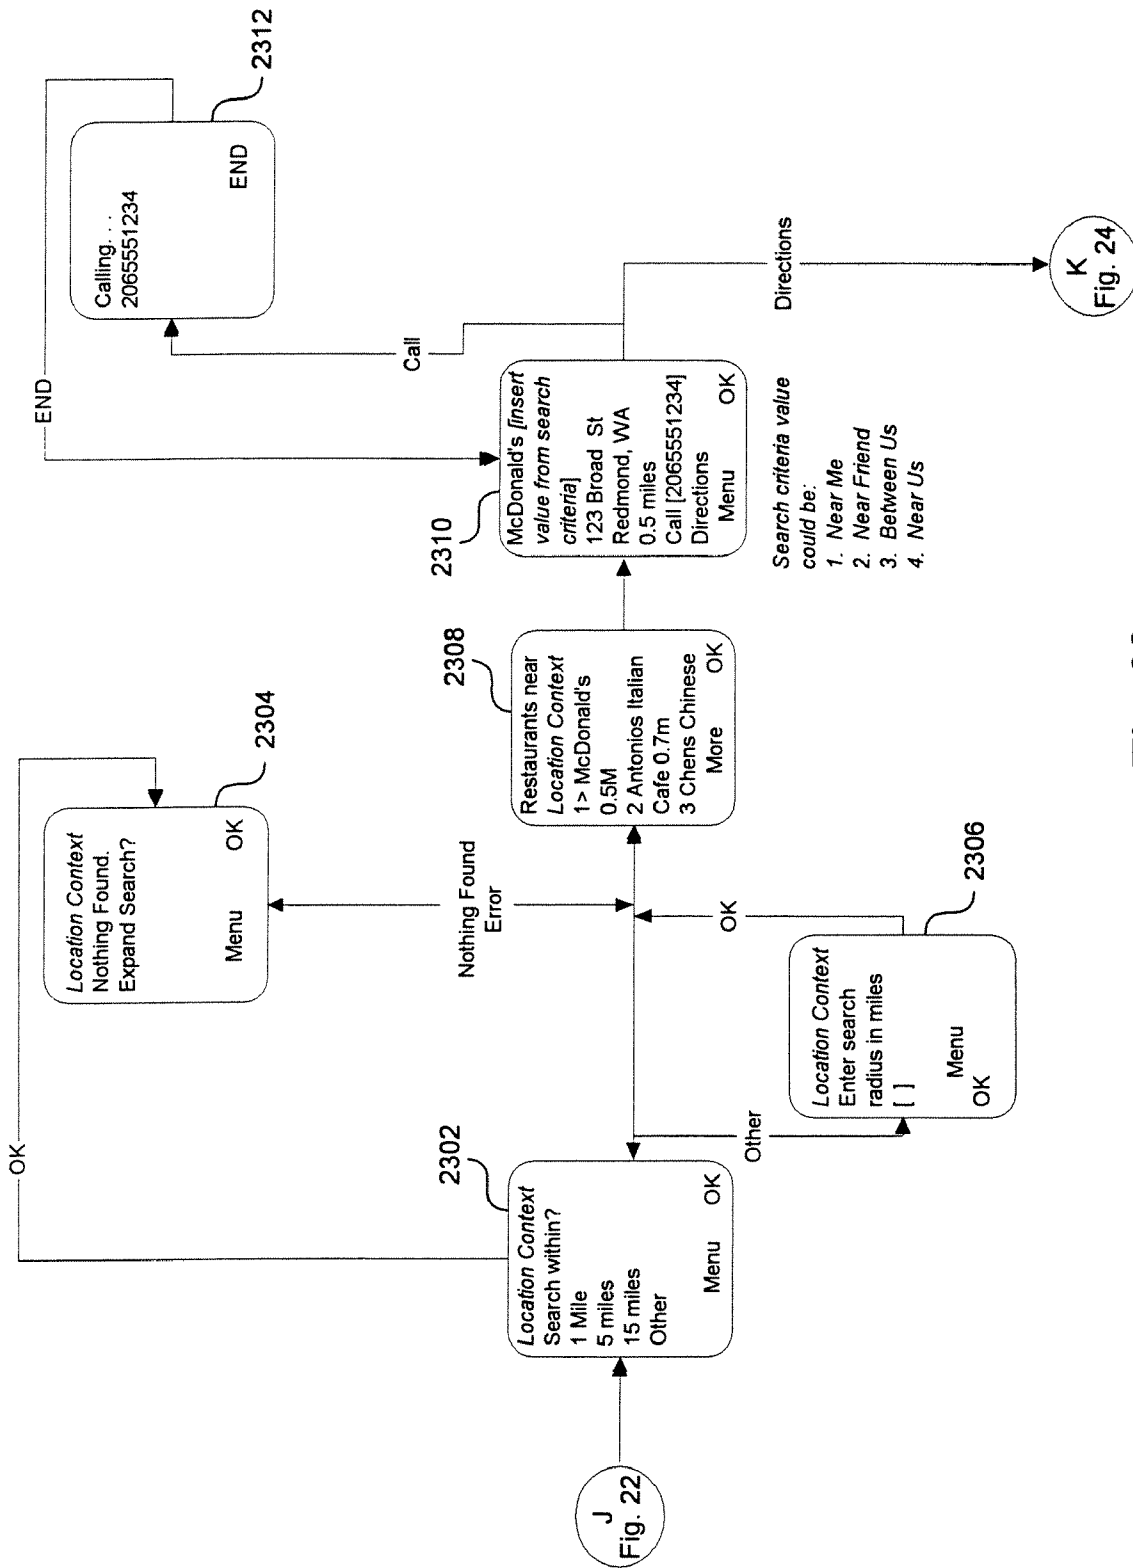 J
Fig. 22
Location Context
Search within?
1 Mile
5 miles
15 miles
Other
Menu OK
2302
OK
Other
Location Context
Nothing Found.
Expand Search?
Menu OK
2304
Nothing Found
Error
Location Context
Enter search
radius in miles
[ ]
Menu
OK
2306
OK
Restaurants near
Location Context
1> McDonald's
0.5M
2 Antonios Italian
Cafe 0.7m
3 Chens Chinese
More OK
2308
McDonald's [insert
value from search
criteria]
123 Broad St
Redmond, WA
0.5 miles
Call [2065551234]
Directions
Menu OK
2310
Search criteria value
could be:
1. Near Me
2. Near Friend
3. Between Us
4. Near Us
Call
END
Calling. . .
2065551234
END
2312
Directions
K
Fig. 24